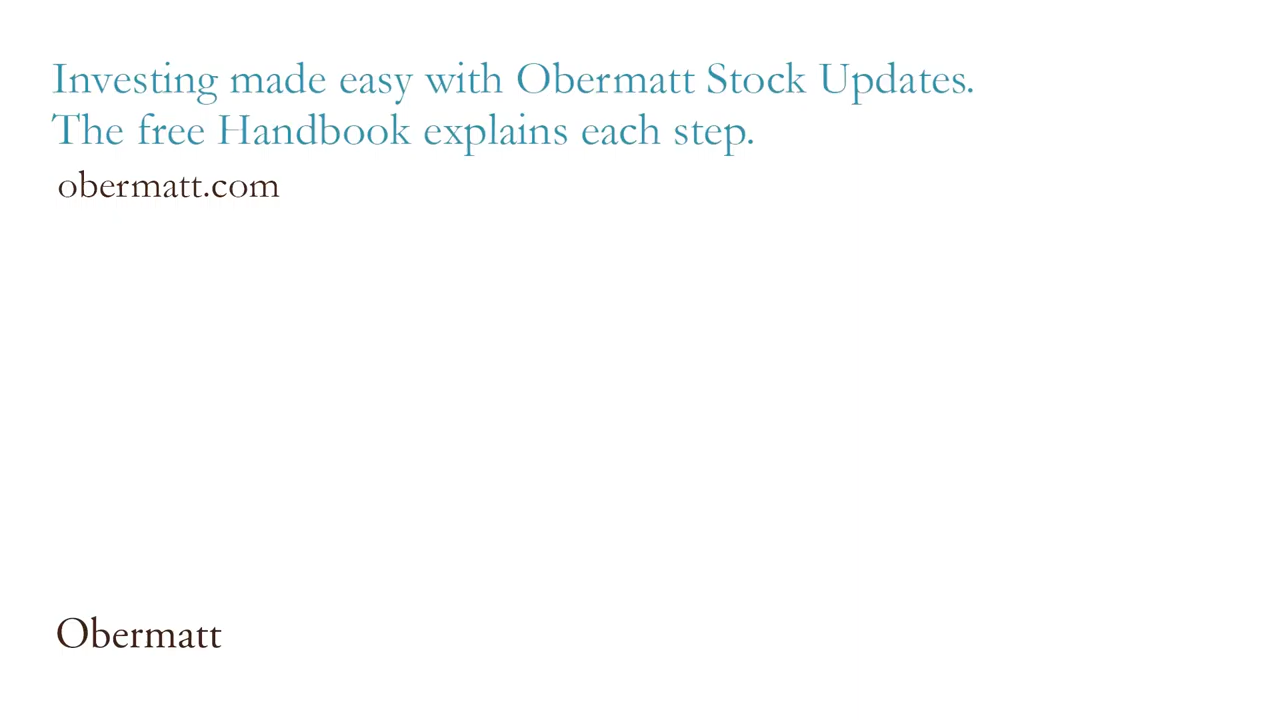 Investing made easy with Obermatt Stock Updates.
The free Handbook explains each step.
obermatt.com
Obermatt